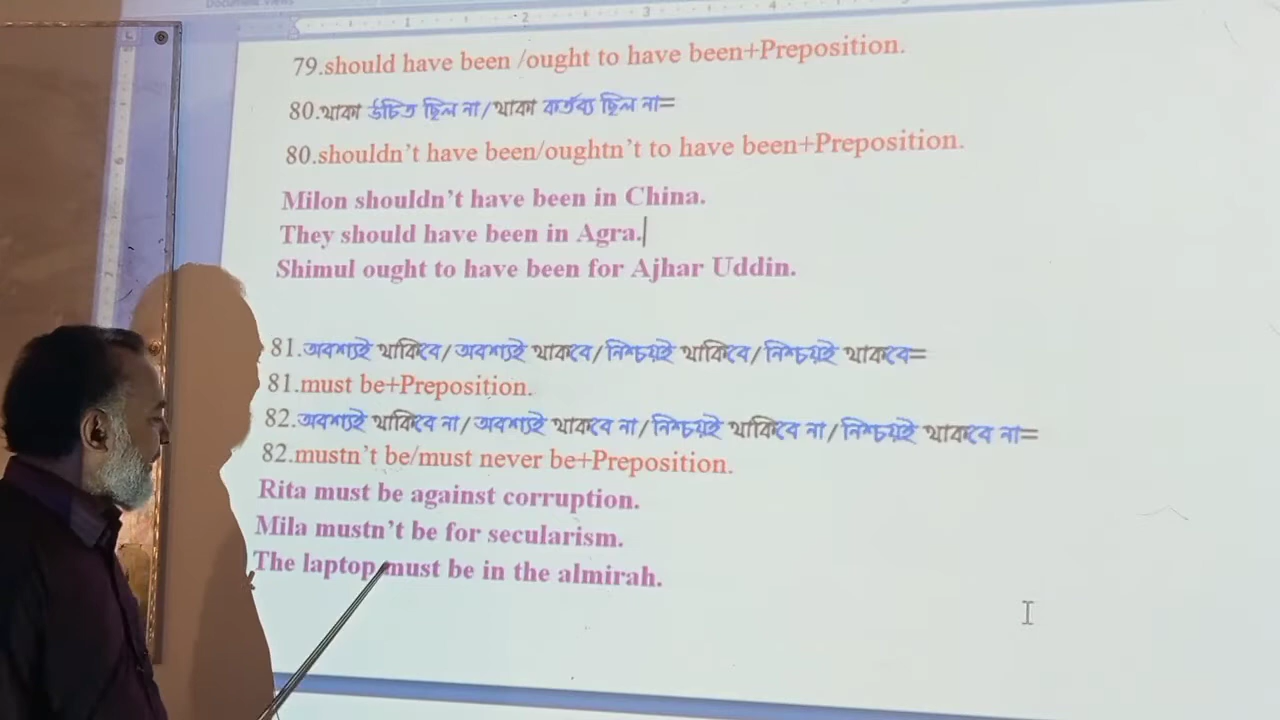 79.should have been /ought to have been+Preposition.
80.থাকা উচিত ছিল না/থাকা কর্তব্য ছিল না=
80.shouldn't have been/oughtn't to have been+Preposition.
Milon shouldn't have been in China.
They should have been in Agra.
Shimul ought to have been for Ajhar Uddin.
81.অবশ্যই থাকিবে/অবশ্যই থাকবে/নিশ্চয়ই থাকিবে/নিশ্চয়ই থাকবে=
81.must be+Preposition.
82.অবশ্যই থাকিবে না/অবশ্যই থাকবে না/নিশ্চয়ই থাকিবে না/নিশ্চয়ই থাকবে না=
82.mustn't be/must never be+Preposition.
Rita must be against corruption.
Mila mustn't be for secularism.
The laptop must be in the almirah.